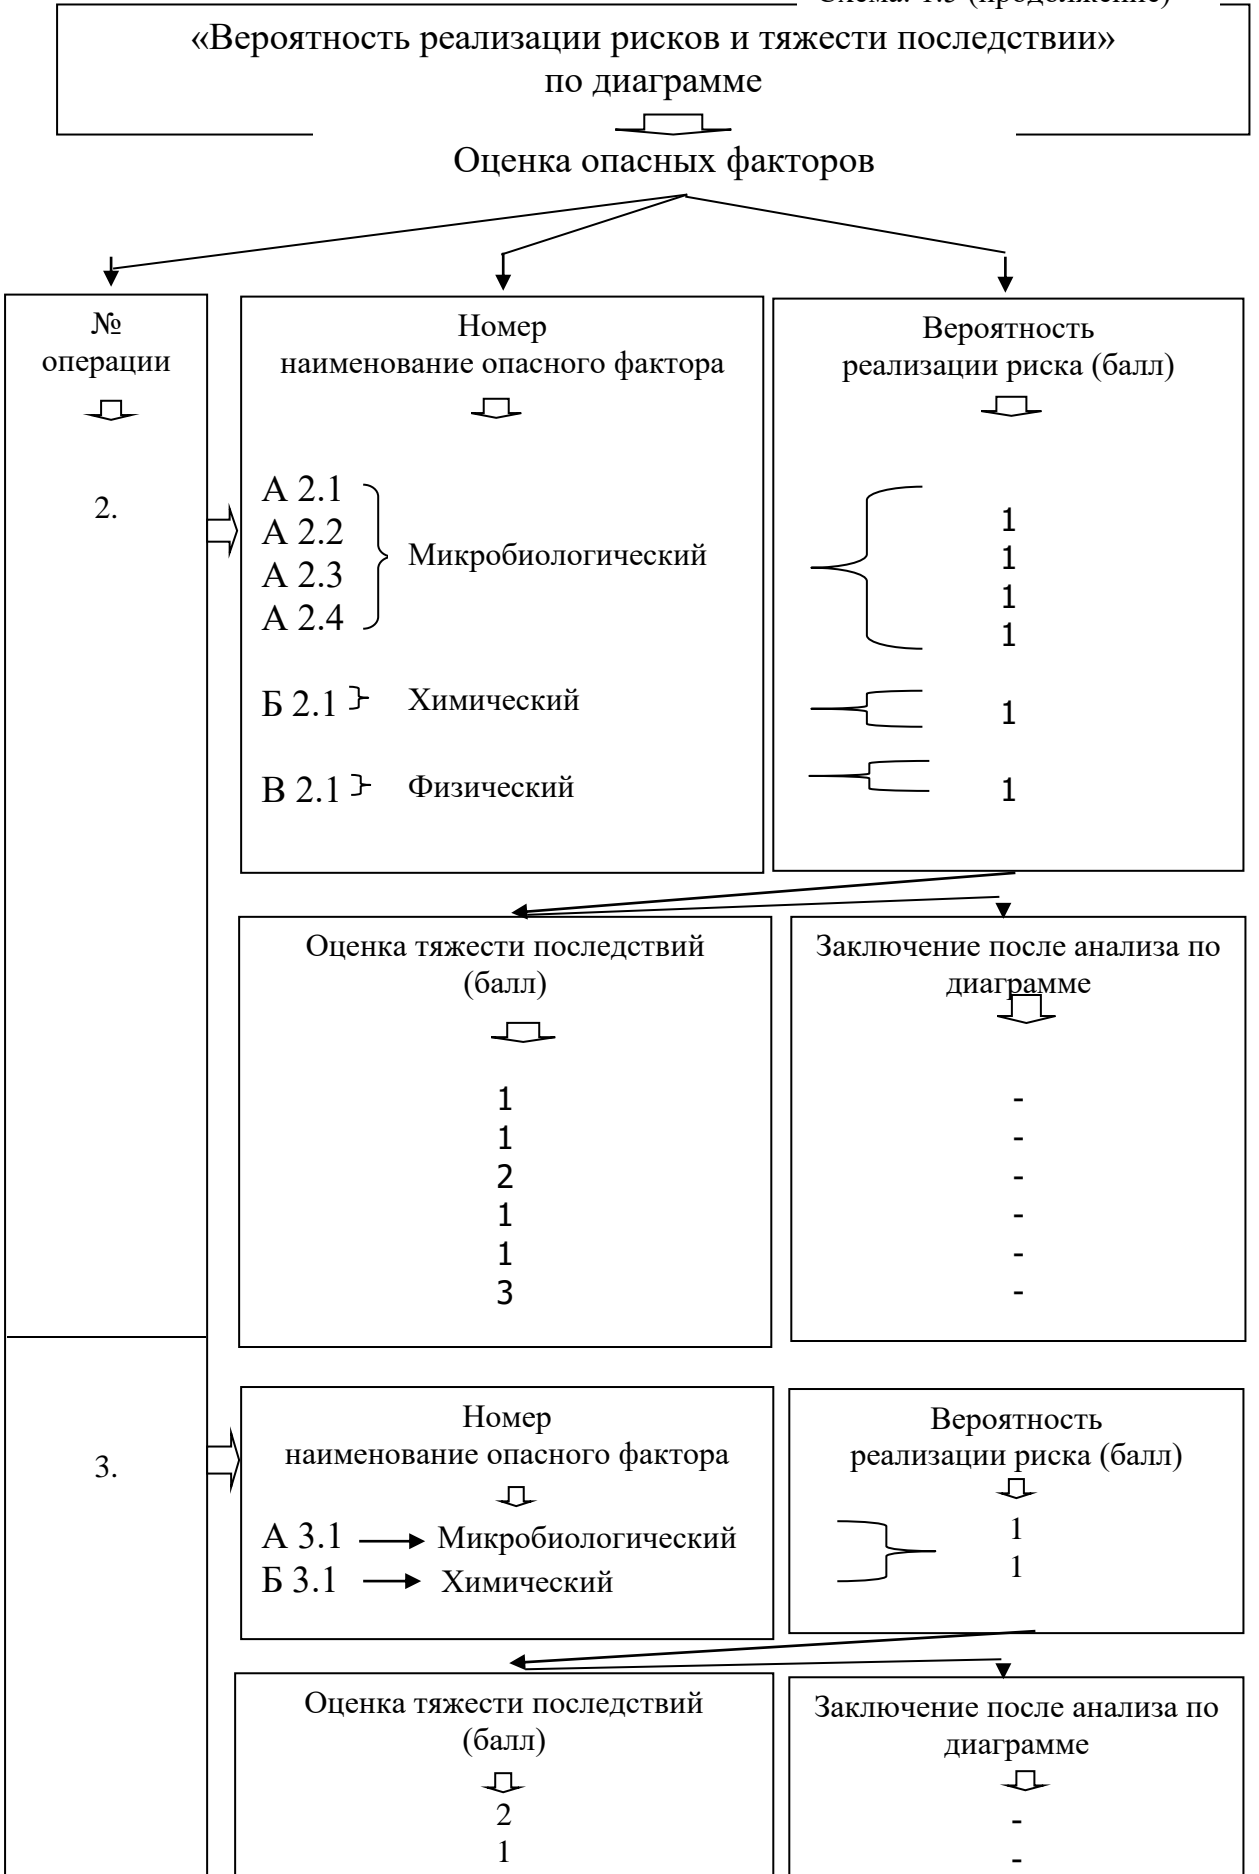 «Вероятность реализации рисков и тяжести последствии»
по диаграмме
Оценка опасных факторов
№
операции
Номер
наименование опасного фактора
Вероятность
реализации риска (балл)
2.
А 2.1
А 2.2
А 2.3
А 2.4
Микробиологический
Б 2.1
Химический
В 2.1
Физический
1
1
1
1
1
1
Оценка тяжести последствий
(балл)
1
1
2
1
1
3
Заключение после анализа по
диаграмме
-
-
-
-
-
-
3.
Номер
наименование опасного фактора
А 3.1 Микробиологический
Б 3.1 Химический
Вероятность
реализации риска (балл)
1
1
Оценка тяжести последствий
(балл)
2
1
Заключение после анализа по
диаграмме
-
-